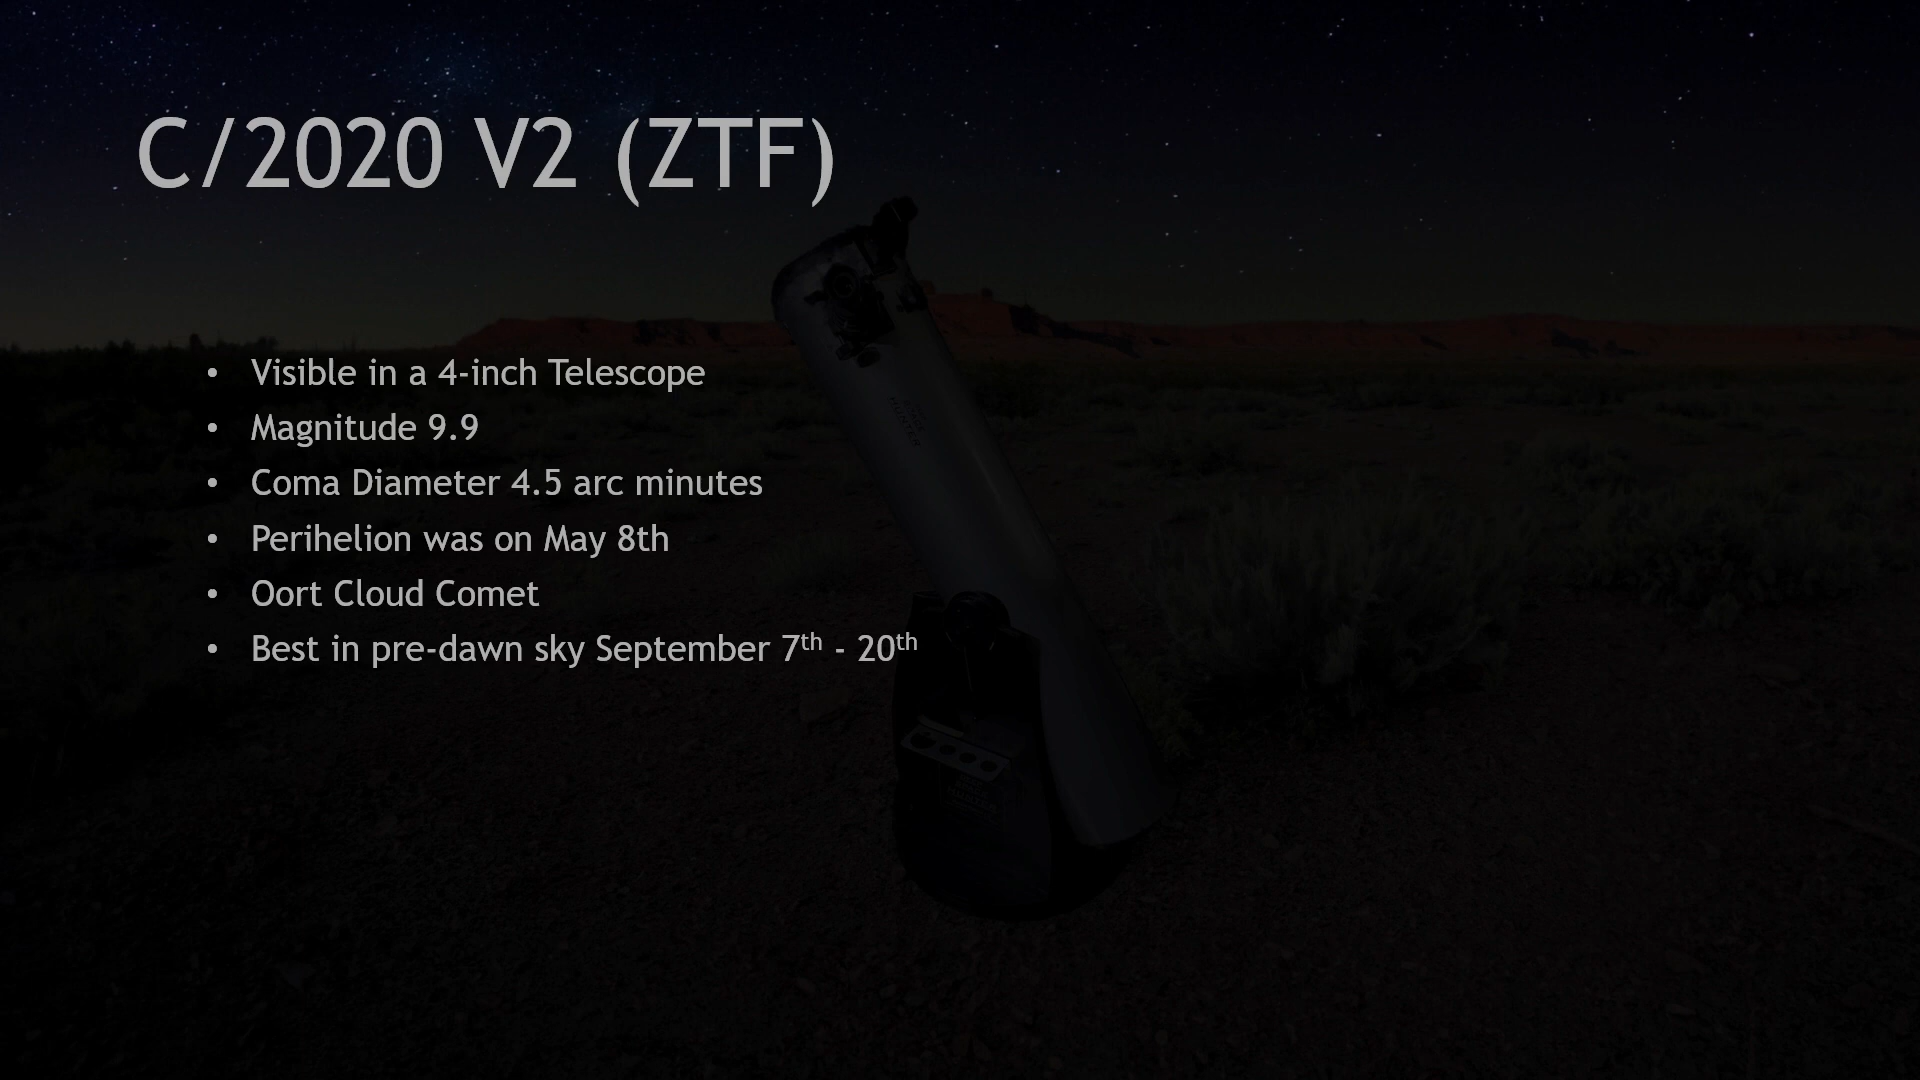 C/2020 V2 (ZTF)
• Visible in a 4-inch Telescope
• Magnitude 9.9
• Coma Diameter 4.5 arc minutes
• Perihelion was on May 8th
• Oort Cloud Comet
• Best in pre-dawn sky September 7th - 20th
HUNTER